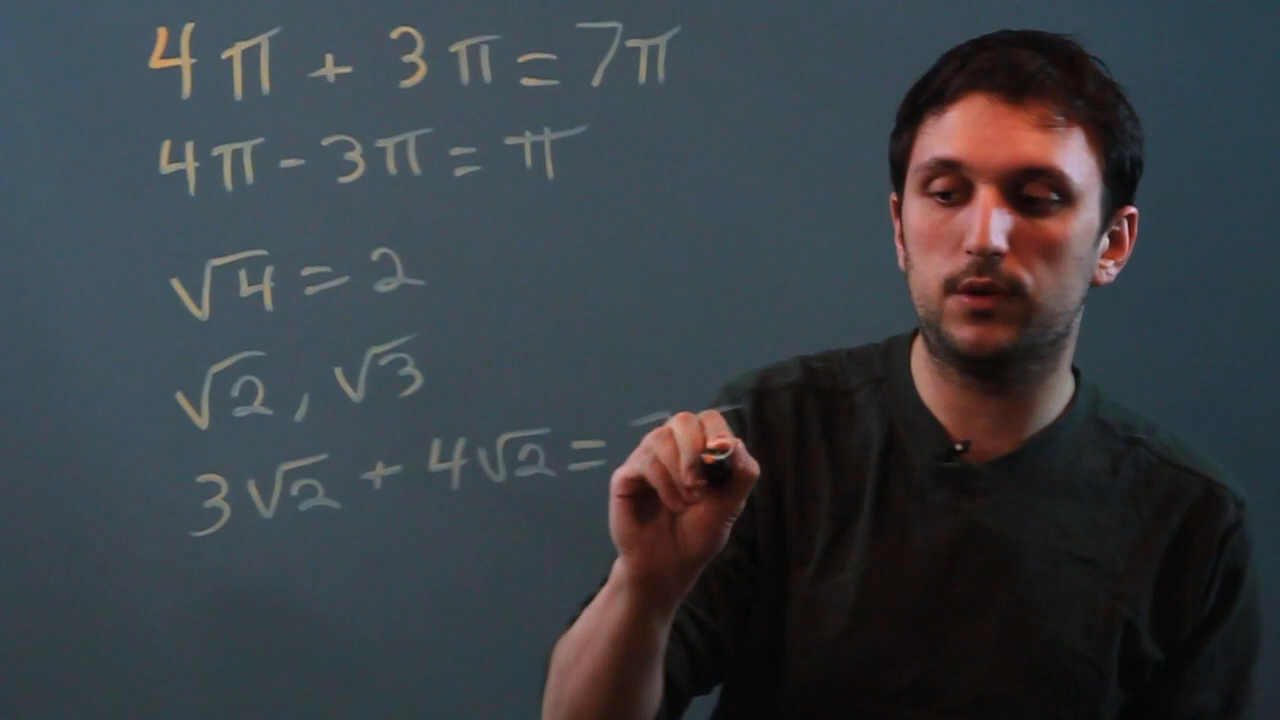 4π + 3π = 7π
4π - 3π = π
√4 = 2
√2, √3
3√2 + 4√2 =